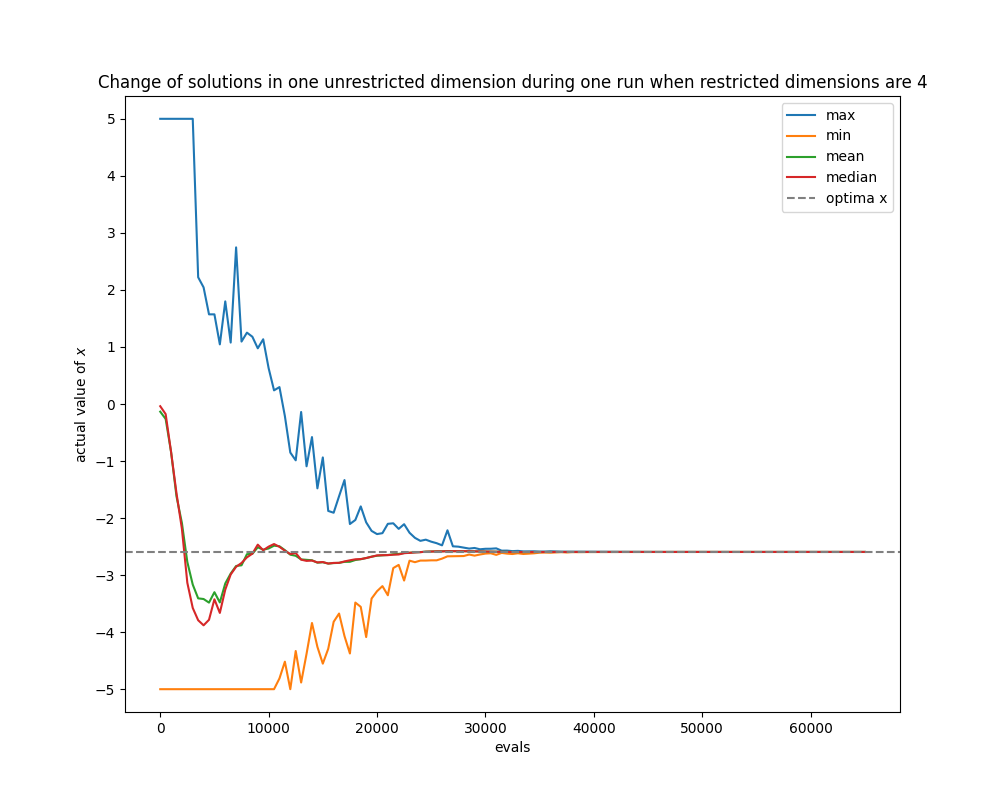 Change of solutions in one unrestricted dimension during one run when restricted dimensions are 4
max
min
mean
median
optima x
actual value of x
5
4
3
2
1
0
−1
−2
−3
−4
−5
0
10000
20000
30000
40000
50000
60000
evals